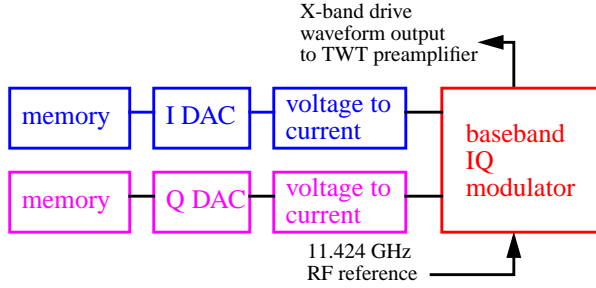 X-band drive
waveform output
to TWT preamplifier
memory
I DAC
voltage to
current
baseband
IQ
modulator
memory
Q DAC
voltage to
current
11.424 GHz
RF reference